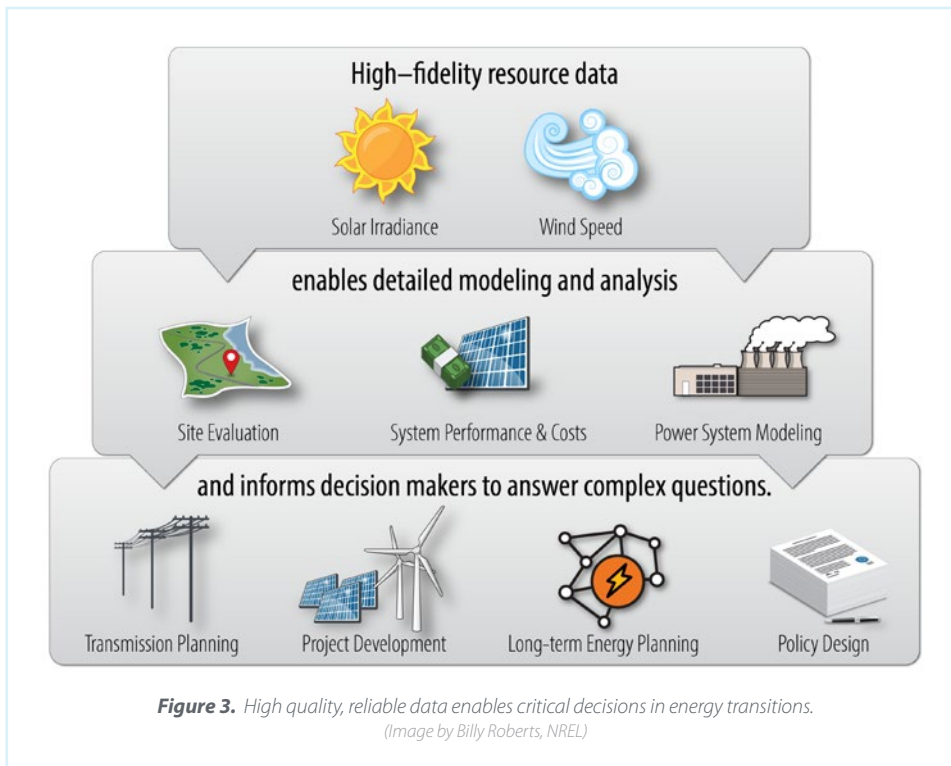 High–fidelity resource data
Solar Irradiance
Wind Speed
enables detailed modeling and analysis
Site Evaluation
System Performance & Costs
Power System Modeling
and informs decision makers to answer complex questions.
Transmission Planning
Project Development
Long-term Energy Planning
Policy Design
Figure 3. High quality, reliable data enables critical decisions in energy transitions.
(Image by Billy Roberts, NREL)